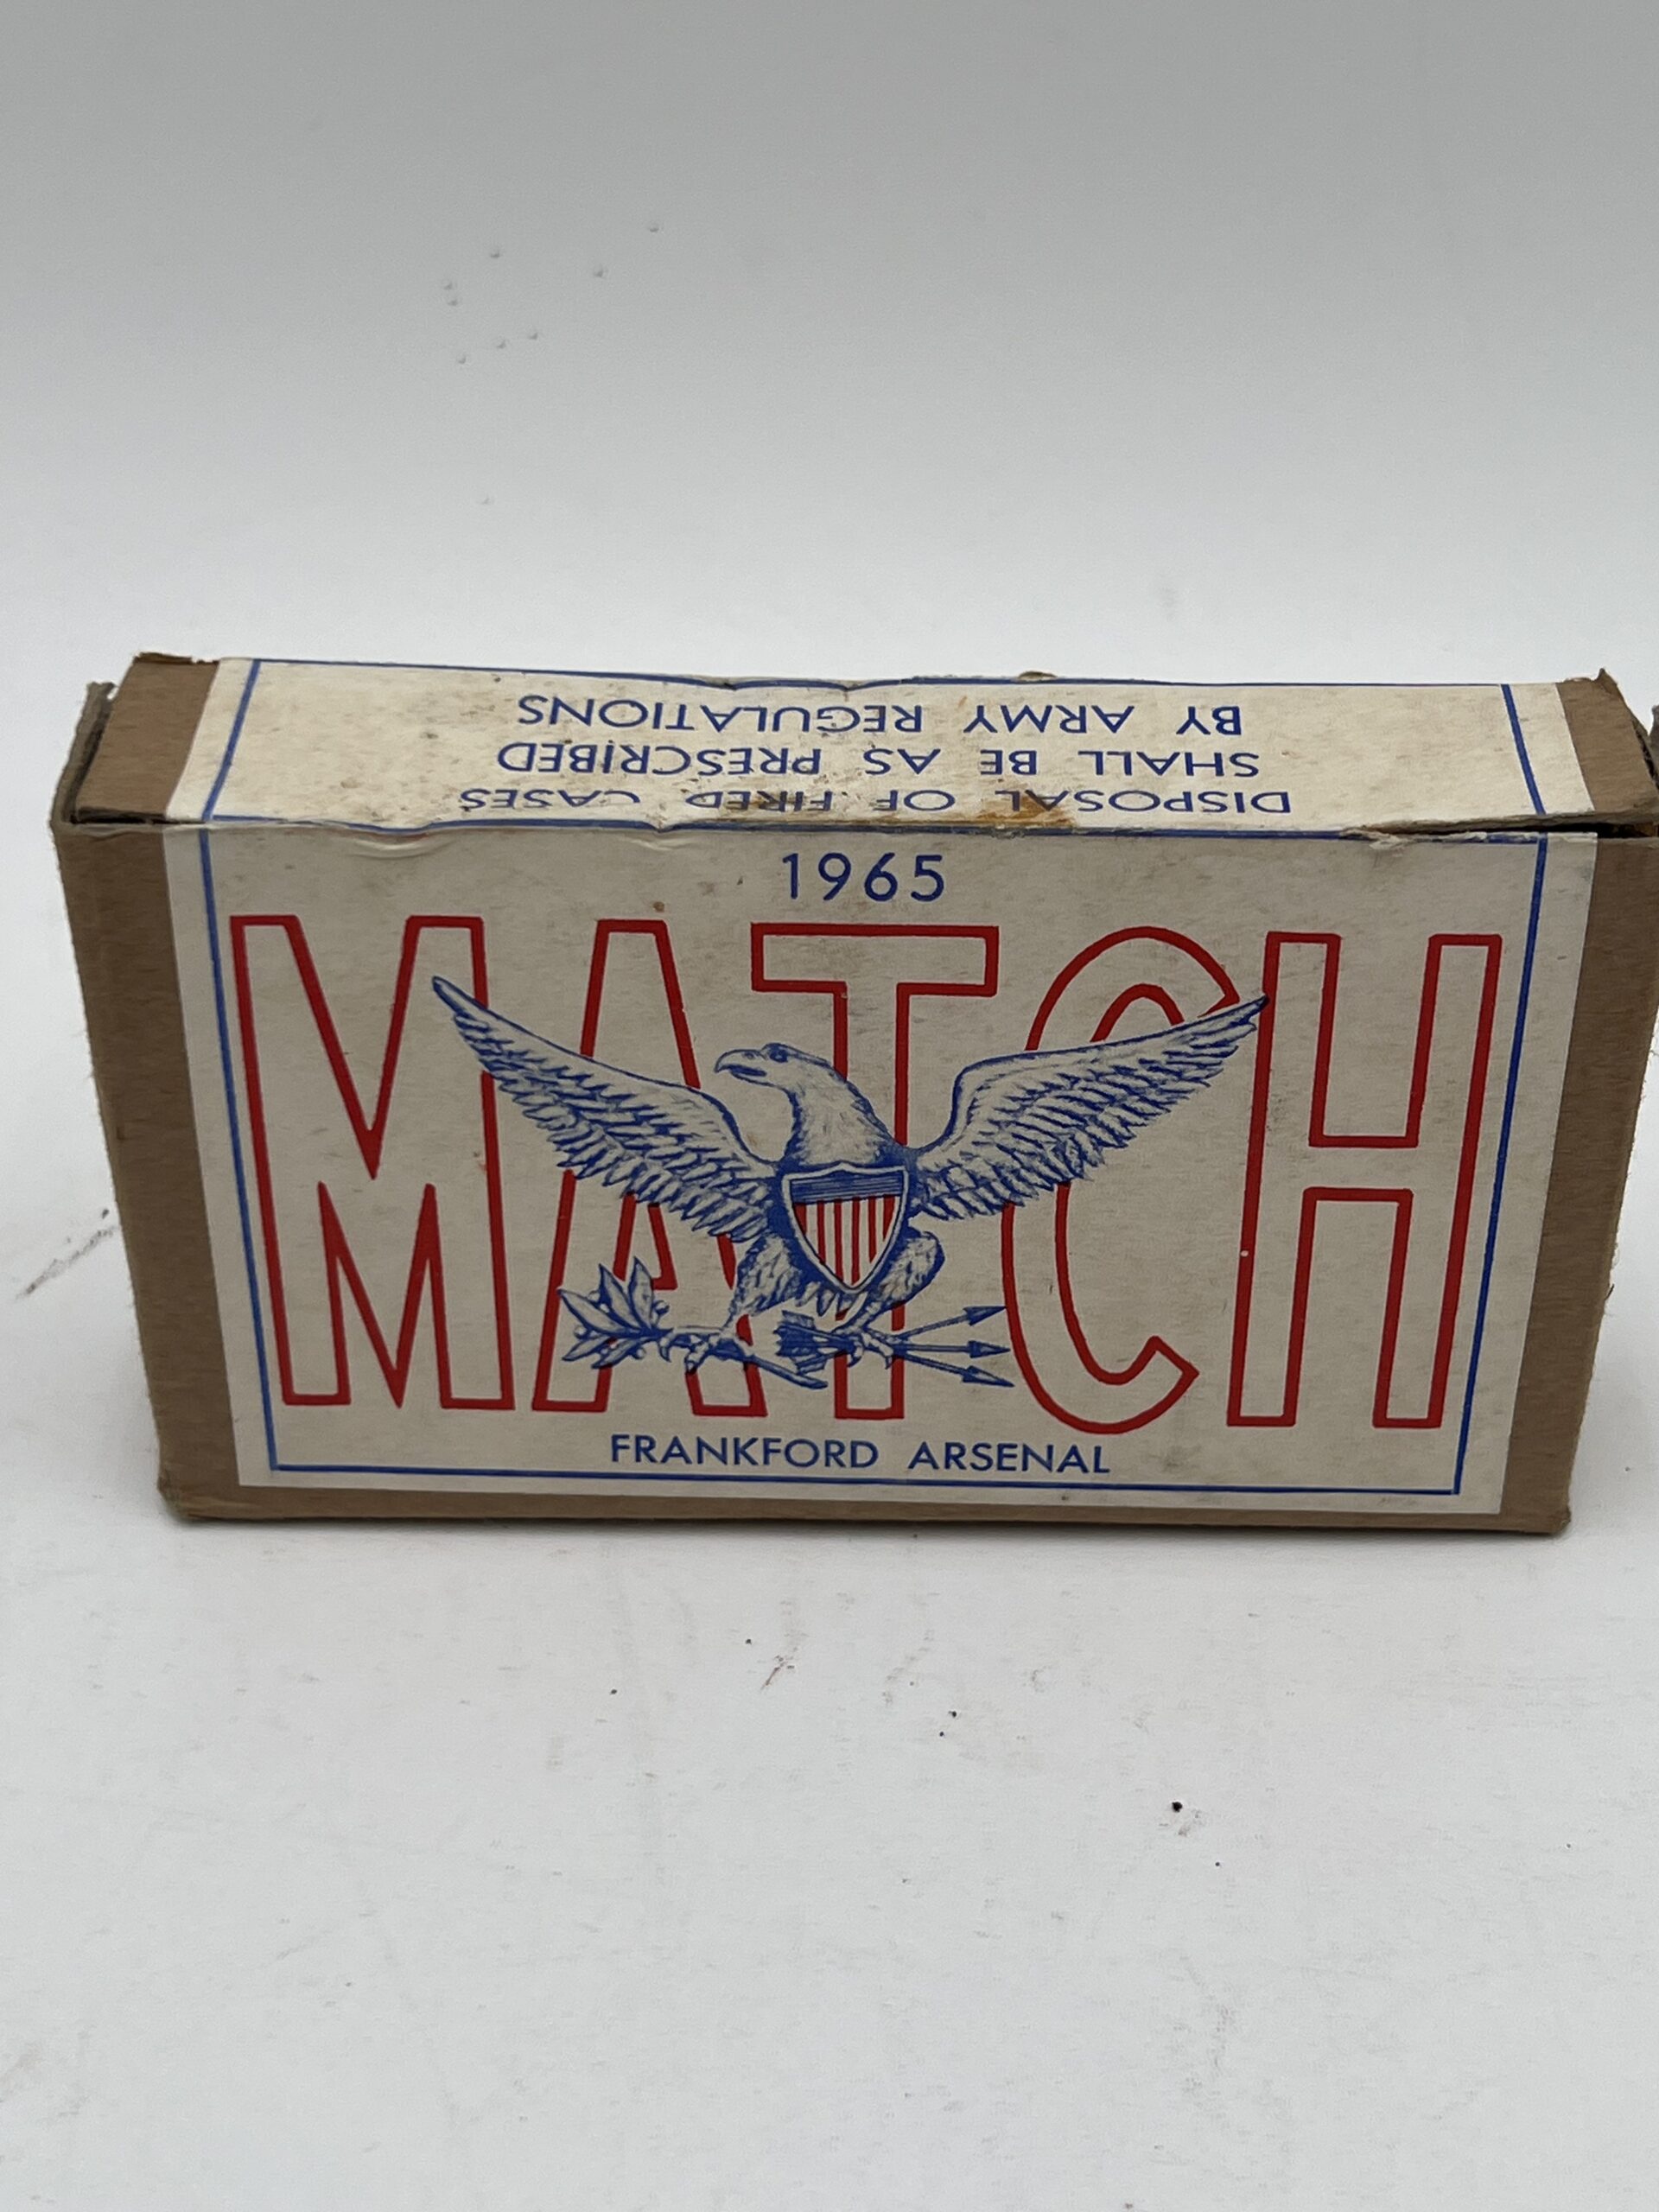 DISPOSAL OF FIRED CASES
SHALL BE AS PRESCRIBED
BY ARMY REGULATIONS
1965
MATCH
FRANKFORD ARSENAL